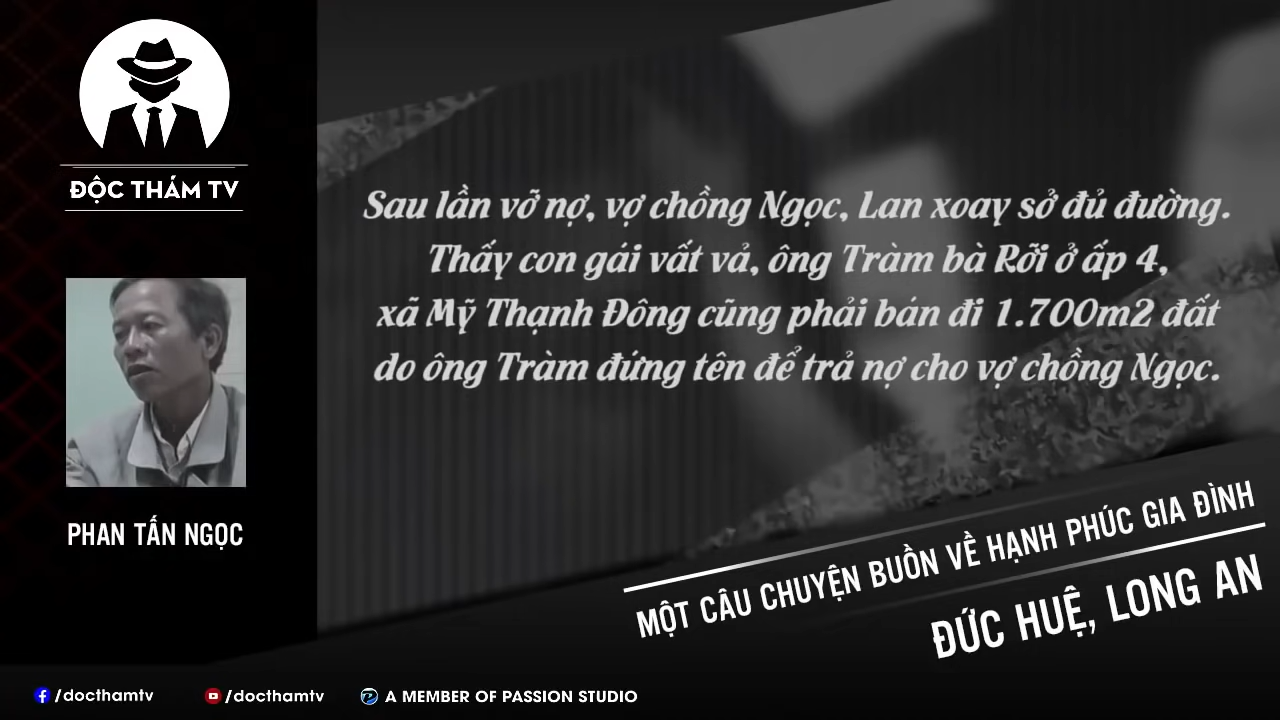 ĐỘC THÁM TV
PHAN TẤN NGỌC
Sau lần vỡ nợ, vợ chồng Ngọc, Lan xoay sở đủ đường.
Thấy con gái vất vả, ông Tràm bà Rỡi ở ấp 4,
xã Mỹ Thạnh Đông cũng phải bán đi 1.700m2 đất
do ông Tràm đứng tên để trả nợ cho vợ chồng Ngọc.
MỘT CÂU CHUYỆN BUỒN VỀ HẠNH PHÚC GIA ĐÌNH
ĐỨC HUỆ, LONG AN
/docthamtv
/docthamtv
A MEMBER OF PASSION STUDIO